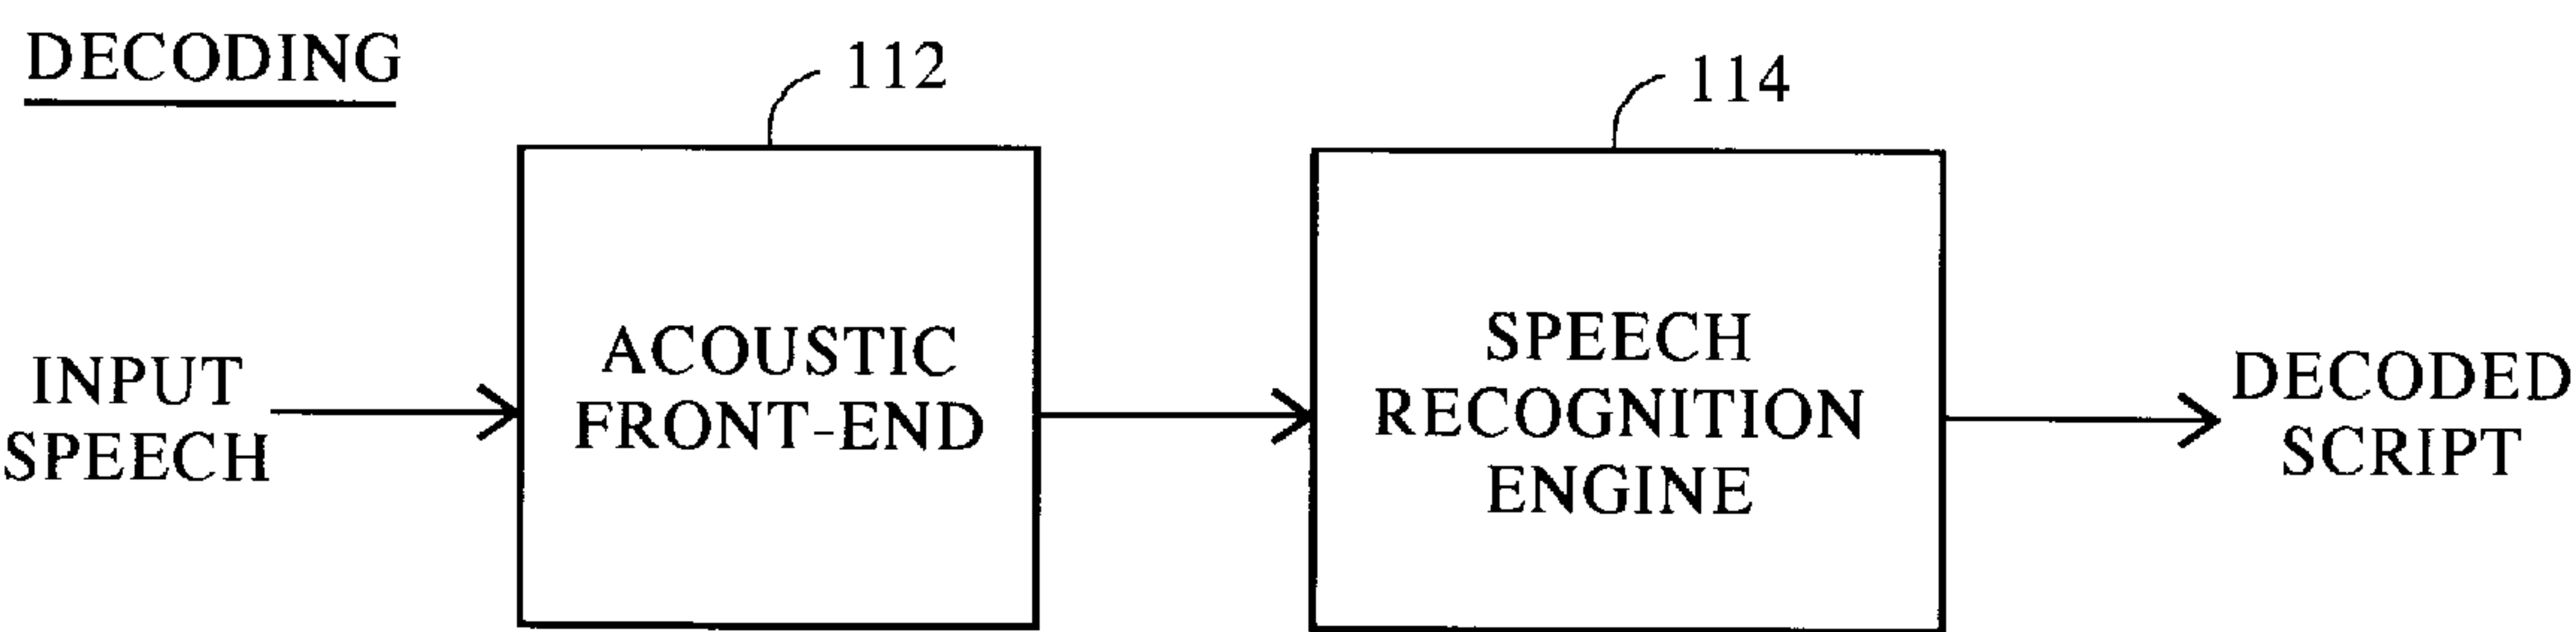 DECODING
112
114
INPUT
SPEECH
ACOUSTIC
FRONT-END
SPEECH
RECOGNITION
ENGINE
DECODED
SCRIPT